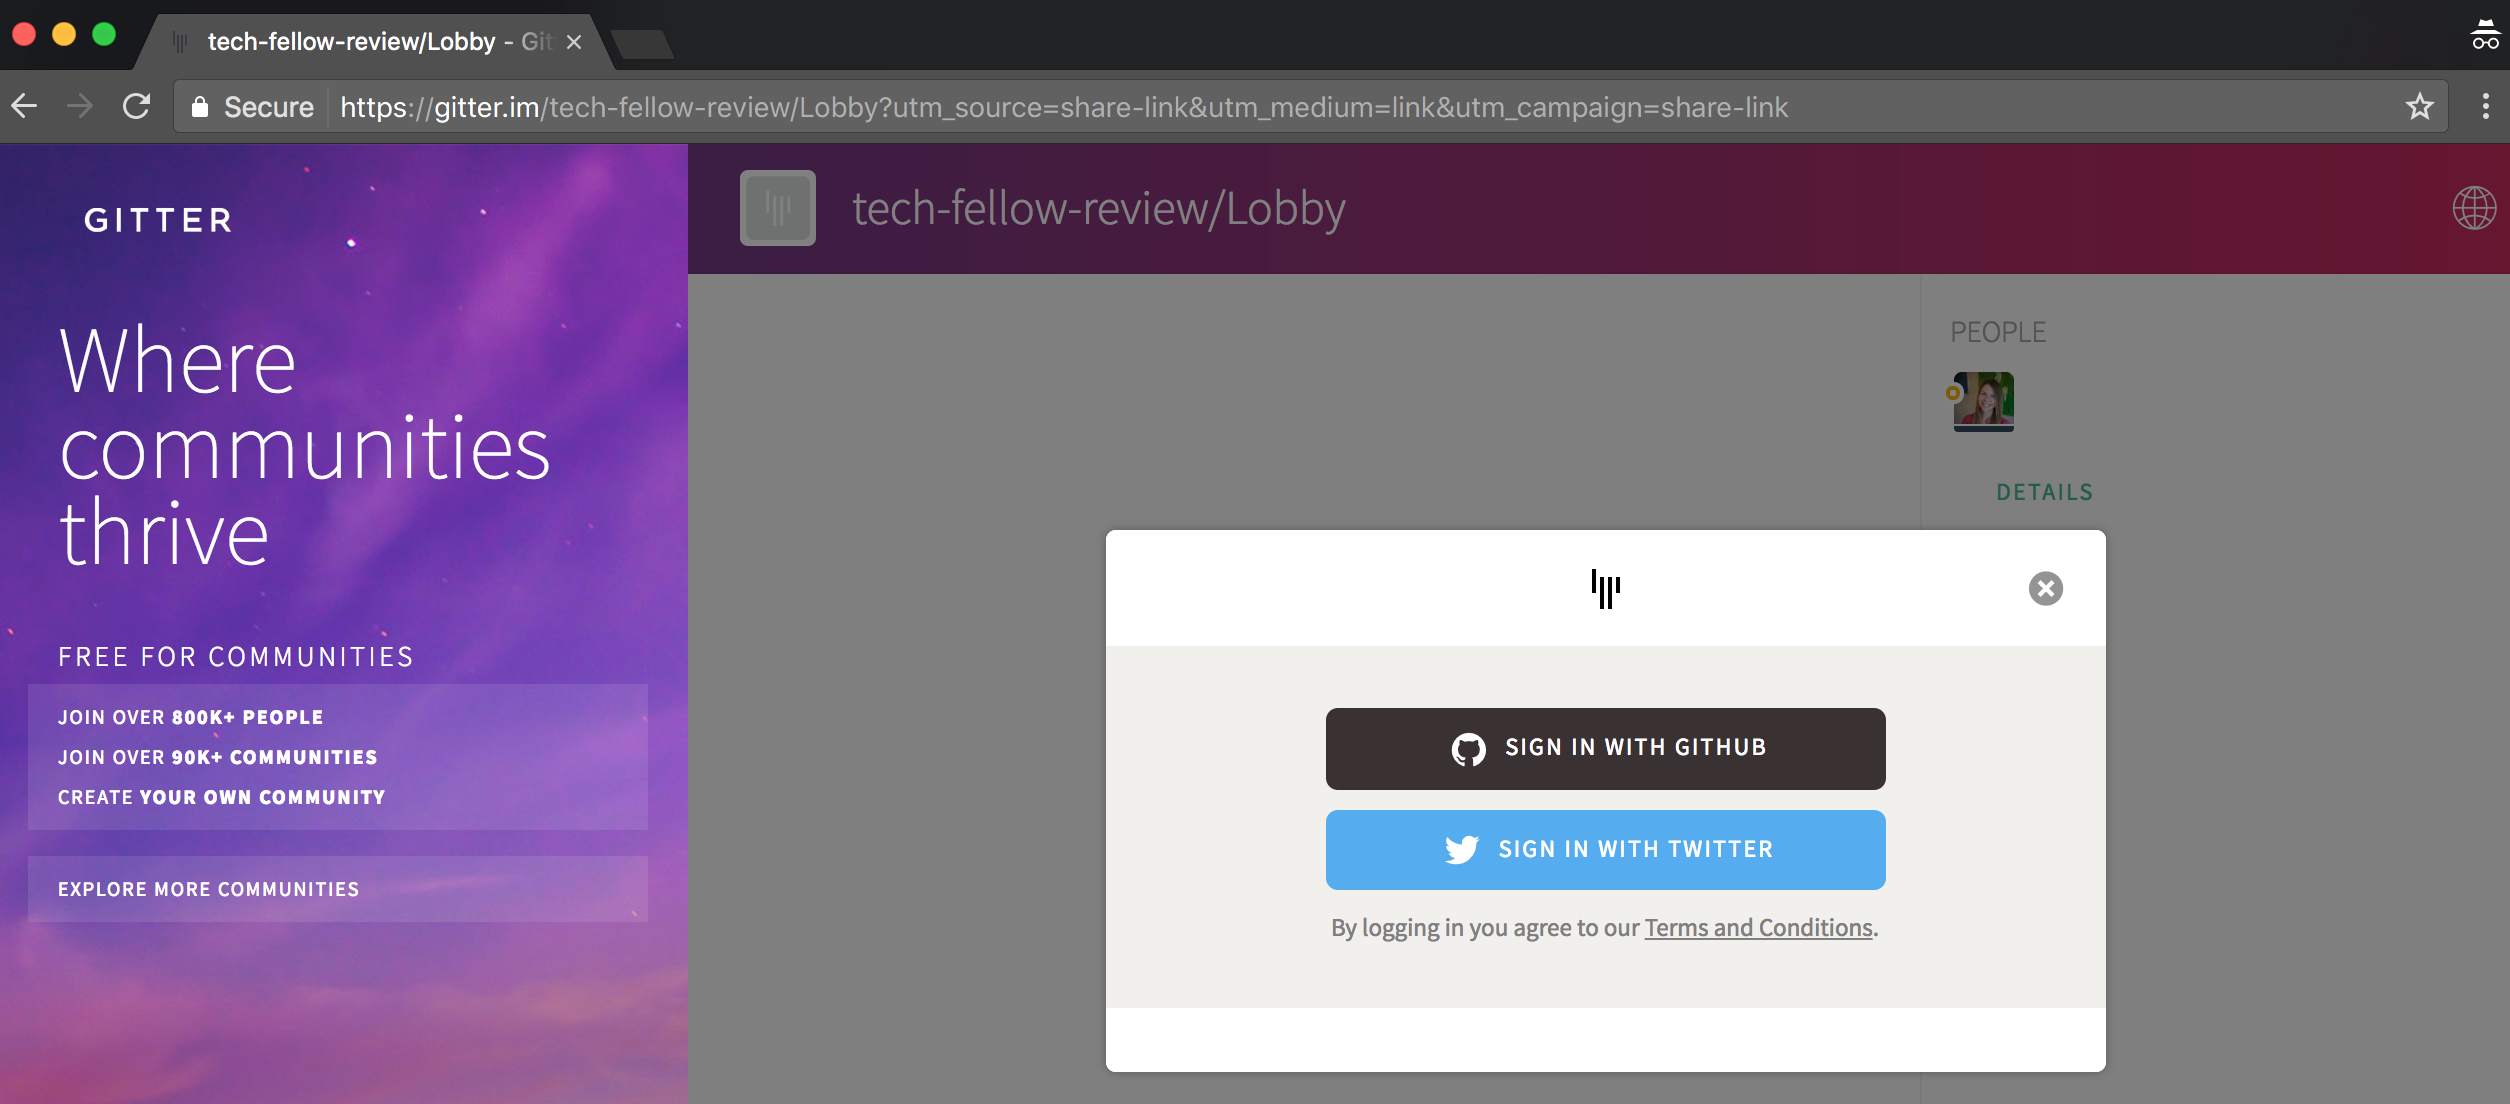 tech-fellow-review/Lobby - Git
Secure
https://gitter.im/tech-fellow-review/Lobby?utm_source=share-link&utm_medium=link&utm_campaign=share-link
GITTER
Where
communities
thrive
FREE FOR COMMUNITIES
JOIN OVER 800K+ PEOPLE
JOIN OVER 90K+ COMMUNITIES
CREATE YOUR OWN COMMUNITY
EXPLORE MORE COMMUNITIES
tech-fellow-review/Lobby
PEOPLE
DETAILS
SIGN IN WITH GITHUB
SIGN IN WITH TWITTER
By logging in you agree to our Terms and Conditions.